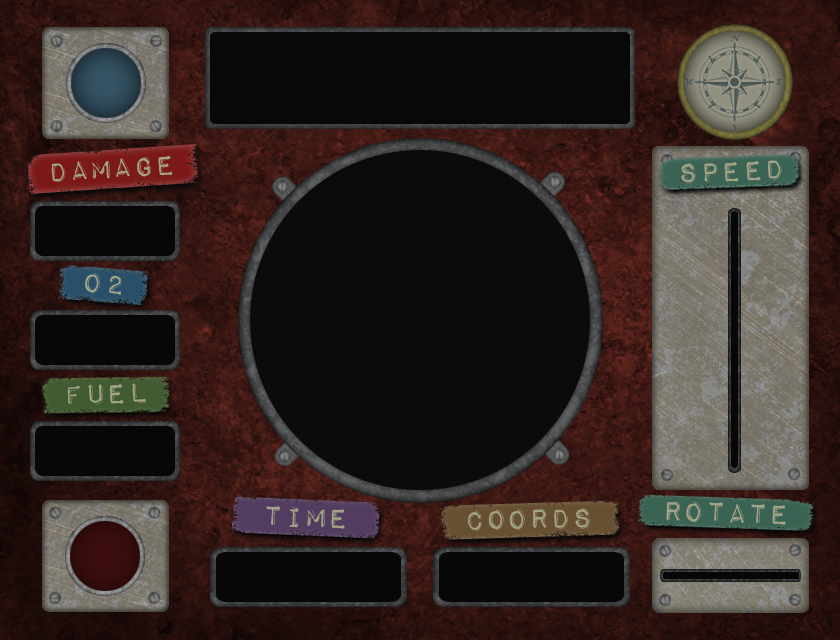 DAMAGE
O2
FUEL
TIME
COORDS
SPEED
ROTATE
N
W
E
S